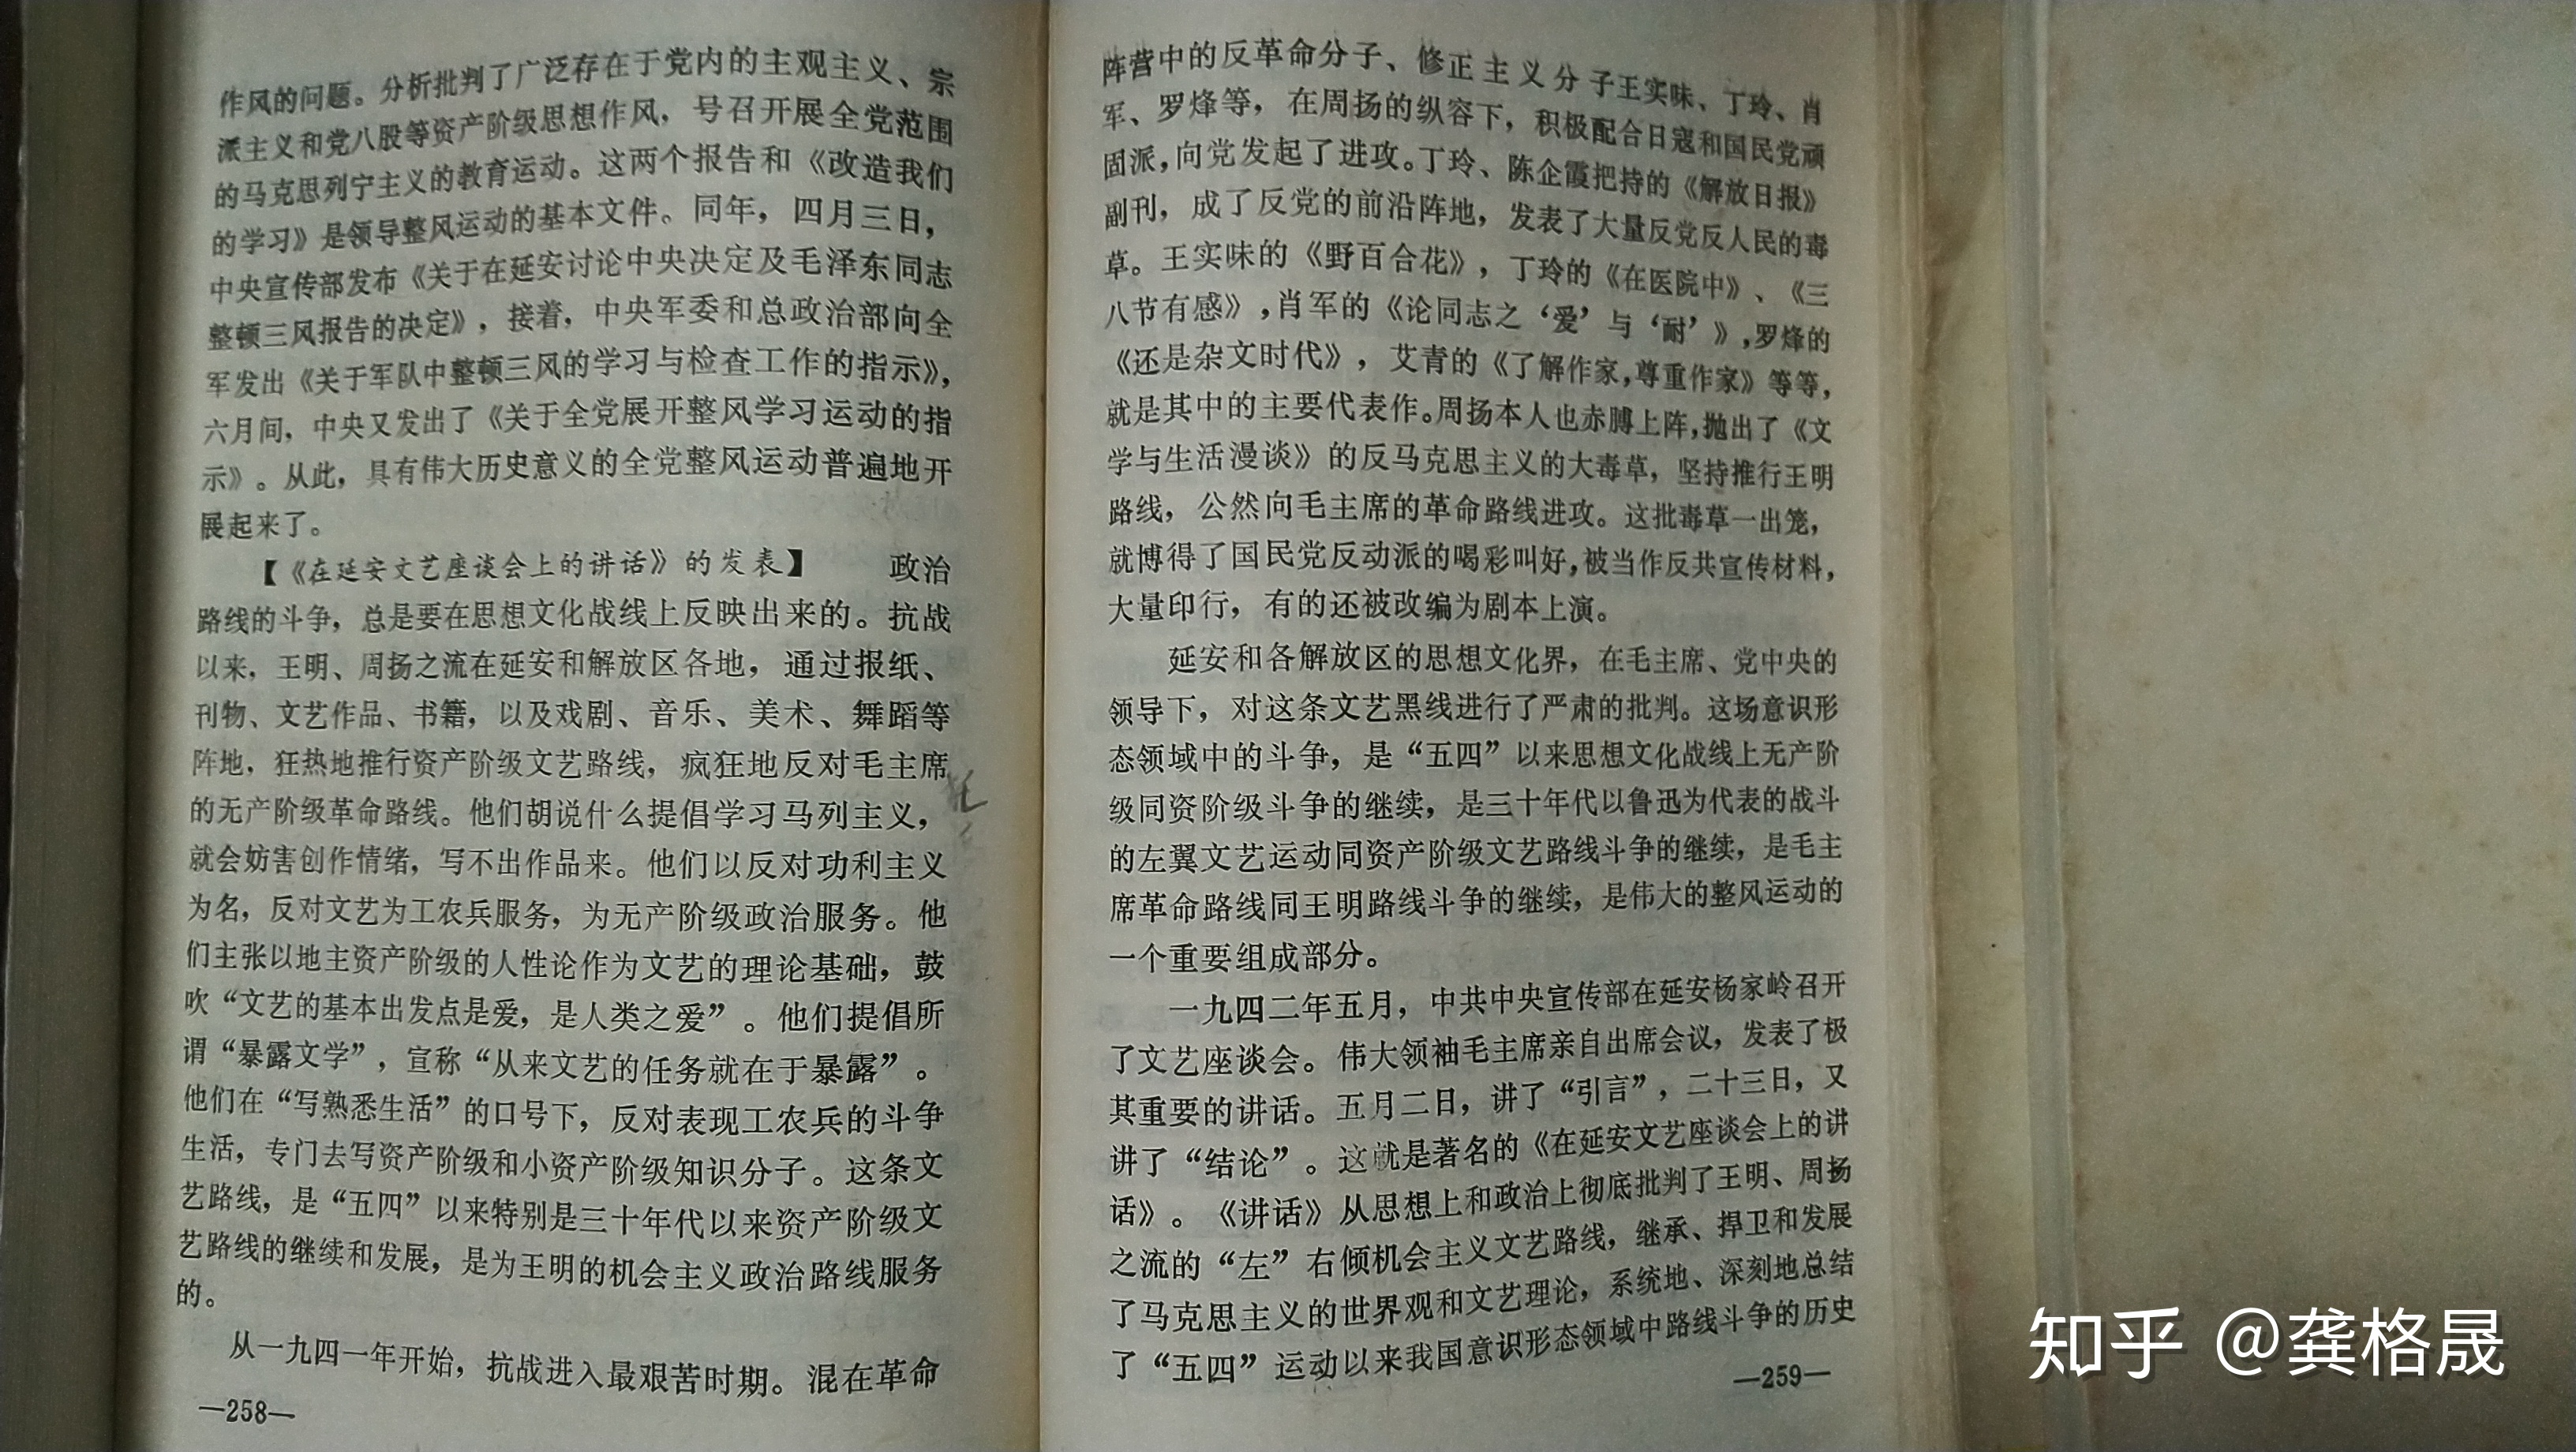 作风的问题。分析批判了广泛存在于党内的主观主义、宗
派主义和党八股等资产阶级思想作风，号召开展全党范围
的马克思列宁主义的教育运动。这两个报告和《改造我们
的学习》是领导整风运动的基本文件。同年，四月三日，
中央宣传部发布《关于在延安讨论中央决定及毛泽东同志
整顿三风报告的决定》，接着，中央军委和总政治部向全
军发出《关于军队中整顿三风的学习与检查工作的指示》，
六月间，中央又发出了《关于全党展开整风学习运动的指
示》。从此，具有伟大历史意义的全党整风运动普遍地开
展起来了。
【《在延安文艺座谈会上的讲话》的发表】 政治
路线的斗争，总是要在思想文化战线上反映出来的。抗战
以来，王明、周扬之流在延安和解放区各地，通过报纸、
刊物、文艺作品、书籍，以及戏剧、音乐、美术、舞蹈等
阵地，狂热地推行资产阶级文艺路线，疯狂地反对毛主席
的无产阶级革命路线。他们胡说什么提倡学习马列主义，
就会妨害创作情绪，写不出作品来。他们以反对功利主义
为名，反对文艺为工农兵服务，为无产阶级政治服务。他
们主张以地主资产阶级的人性论作为文艺的理论基础，鼓
吹“文艺的基本出发点是爱，是人类之爱”。他们提倡所
谓“暴露文学”，宣称“从来文艺的任务就在于暴露”。
他们在“写熟悉生活”的口号下，反对表现工农兵的斗争
生活，专门去写资产阶级和小资产阶级知识分子。这条文
艺路线，是“五四”以来特别是三十年代以来资产阶级文
艺路线的继续和发展，是为王明的机会主义政治路线服务
的。
从一九四一年开始，抗战进入最艰苦时期。混在革命
—258—
阵营中的反革命分子、修正主义分子王实味、丁玲、肖
军、罗烽等，在周扬的纵容下，积极配合日寇和国民党顽
固派，向党发起了进攻。丁玲、陈企霞把持的《解放日报》
副刊，成了反党的前沿阵地，发表了大量反党反人民的毒
草。王实味的《野百合花》，丁玲的《在医院中》、《三
八节有感》，肖军的《论同志之‘爱’与‘耐’》，罗烽的
《还是杂文时代》，艾青的《了解作家，尊重作家》等等，
就是其中的主要代表作。周扬本人也赤膊上阵，抛出了《文
学与生活漫谈》的反马克思主义的大毒草，坚持推行王明
路线，公然向毛主席的革命路线进攻。这批毒草一出笼，
就博得了国民党反动派的喝彩叫好，被当作反共宣传材料，
大量印行，有的还被改编为剧本上演。
延安和各解放区的思想文化界，在毛主席、党中央的
领导下，对这条文艺黑线进行了严肃的批判。这场意识形
态领域中的斗争，是“五四”以来思想文化战线上无产阶
级同资阶级斗争的继续，是三十年代以鲁迅为代表的战斗
的左翼文艺运动同资产阶级文艺路线斗争的继续，是毛主
席革命路线同王明路线斗争的继续，是伟大的整风运动的
一个重要组成部分。
一九四二年五月，中共中央宣传部在延安杨家岭召开
了文艺座谈会。伟大领袖毛主席亲自出席会议，发表了极
其重要的讲话。五月二日，讲了“引言”，二十三日，又
讲了“结论”。这就是著名的《在延安文艺座谈会上的讲
话》。《讲话》从思想上和政治上彻底批判了王明、周扬
之流的“左”右倾机会主义文艺路线，继承、捍卫和发展
了马克思主义的世界观和文艺理论，系统地、深刻地总结
了“五四”运动以来我国意识形态领域中路线斗争的历史
—259—
知乎 @龚格晟